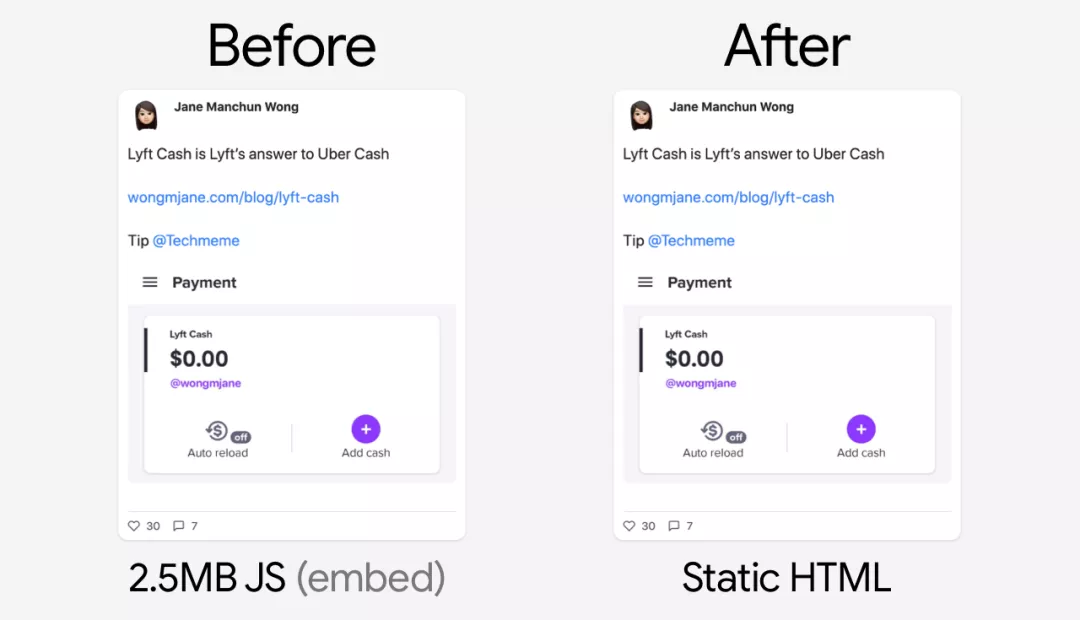 Before
Jane Manchun Wong
Lyft Cash is Lyft’s answer to Uber Cash
wongmjane.com/blog/lyft-cash
Tip @Techmeme
Payment
Lyft Cash
$0.00
@wongmjane
off
Auto reload
Add cash
30 7
2.5MB JS (embed)
After
Jane Manchun Wong
Lyft Cash is Lyft’s answer to Uber Cash
wongmjane.com/blog/lyft-cash
Tip @Techmeme
Payment
Lyft Cash
$0.00
@wongmjane
off
Auto reload
Add cash
30 7
Static HTML